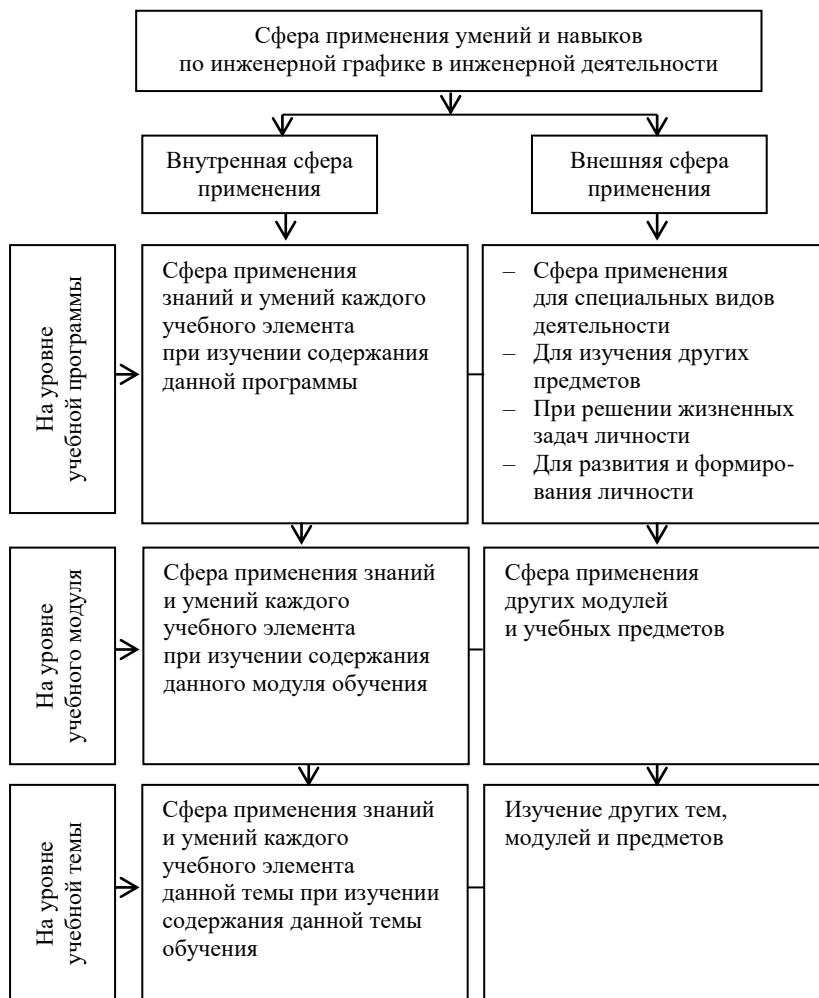 Сфера применения умений и навыков
по инженерной графике в инженерной деятельности
Внутренная сфера
применения
Внешняя сфера
применения
На уровне
учебной программы
Сфера применения
знаний и умений каждого
учебного элемента
при изучении содержания
данной программы
– Сфера применения
для специальных видов
деятельности
– Для изучения других
предметов
– При решении жизненных
задач личности
– Для развития и формиро-
вания личности
На уровне
учебного модуля
Сфера применения знаний
и умений каждого
учебного элемента
при изучении содержания
данного модуля обучения
Сфера применения
других модулей
и учебных предметов
На уровне
учебной темы
Сфера применения знаний
и умений каждого
учебного элемента
данной темы при изучении
содержания данной темы
обучения
Изучение других тем,
модулей и предметов